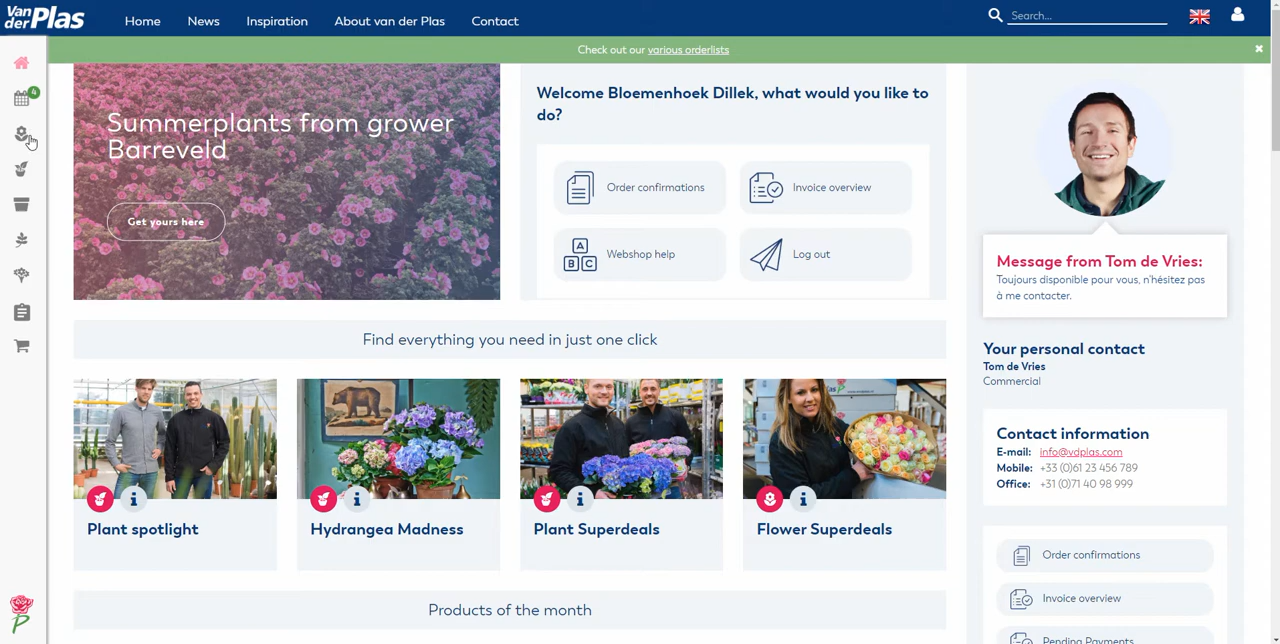 Van der Plas
Home News Inspiration About van der Plas Contact
Search...
Check out our various orderlists
4
Summerplants from grower
Barreveld
Get yours here
Welcome Bloemenhoek Dillek, what would you like to
do?
Order confirmations
Invoice overview
Webshop help
Log out
Find everything you need in just one click
Plant spotlight
Hydrangea Madness
Plant Superdeals
Flower Superdeals
Products of the month
Message from Tom de Vries:
Toujours disponible pour vous, n'hésitez pas
à me contacter.
Your personal contact
Tom de Vries
Commercial
Contact information
E-mail: info@vdplas.com
Mobile: +33 (0)61 23 456 789
Office: +31 (0)71 40 98 999
Order confirmations
Invoice overview
Pending Payments